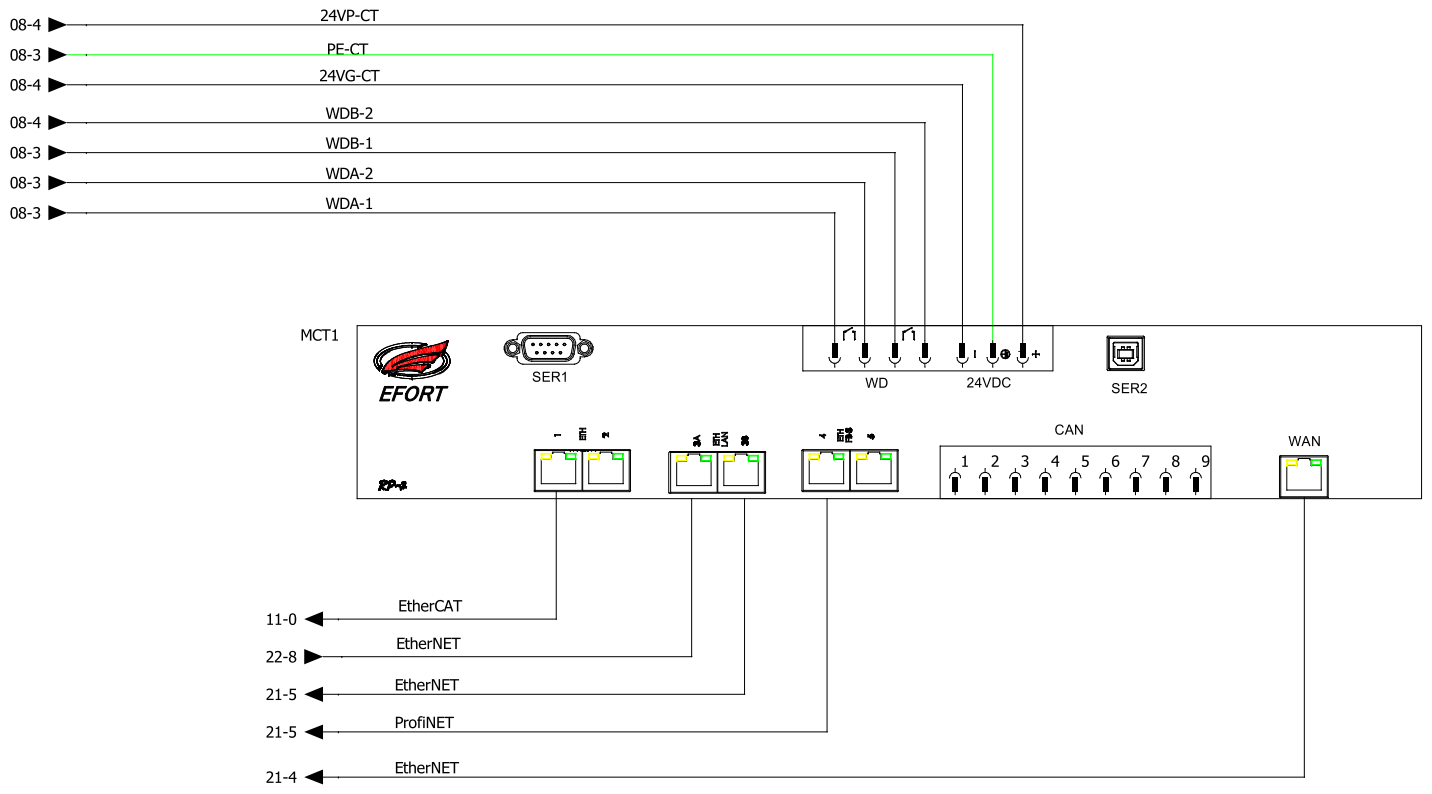 08-4 24VP-CT
08-3 PE-CT
08-4 24VG-CT
08-4 WDB-2
08-3 WDB-1
08-3 WDA-2
08-3 WDA-1
MCT1
EFORT
SER1
WD
24VDC
SER2
1 ETH 2
3A ETH LAN 3B
4 ETH 5
CAN
1 2 3 4 5 6 7 8 9
WAN
11-0 EtherCAT
22-8 EtherNET
21-5 EtherNET
21-5 ProfiNET
21-4 EtherNET